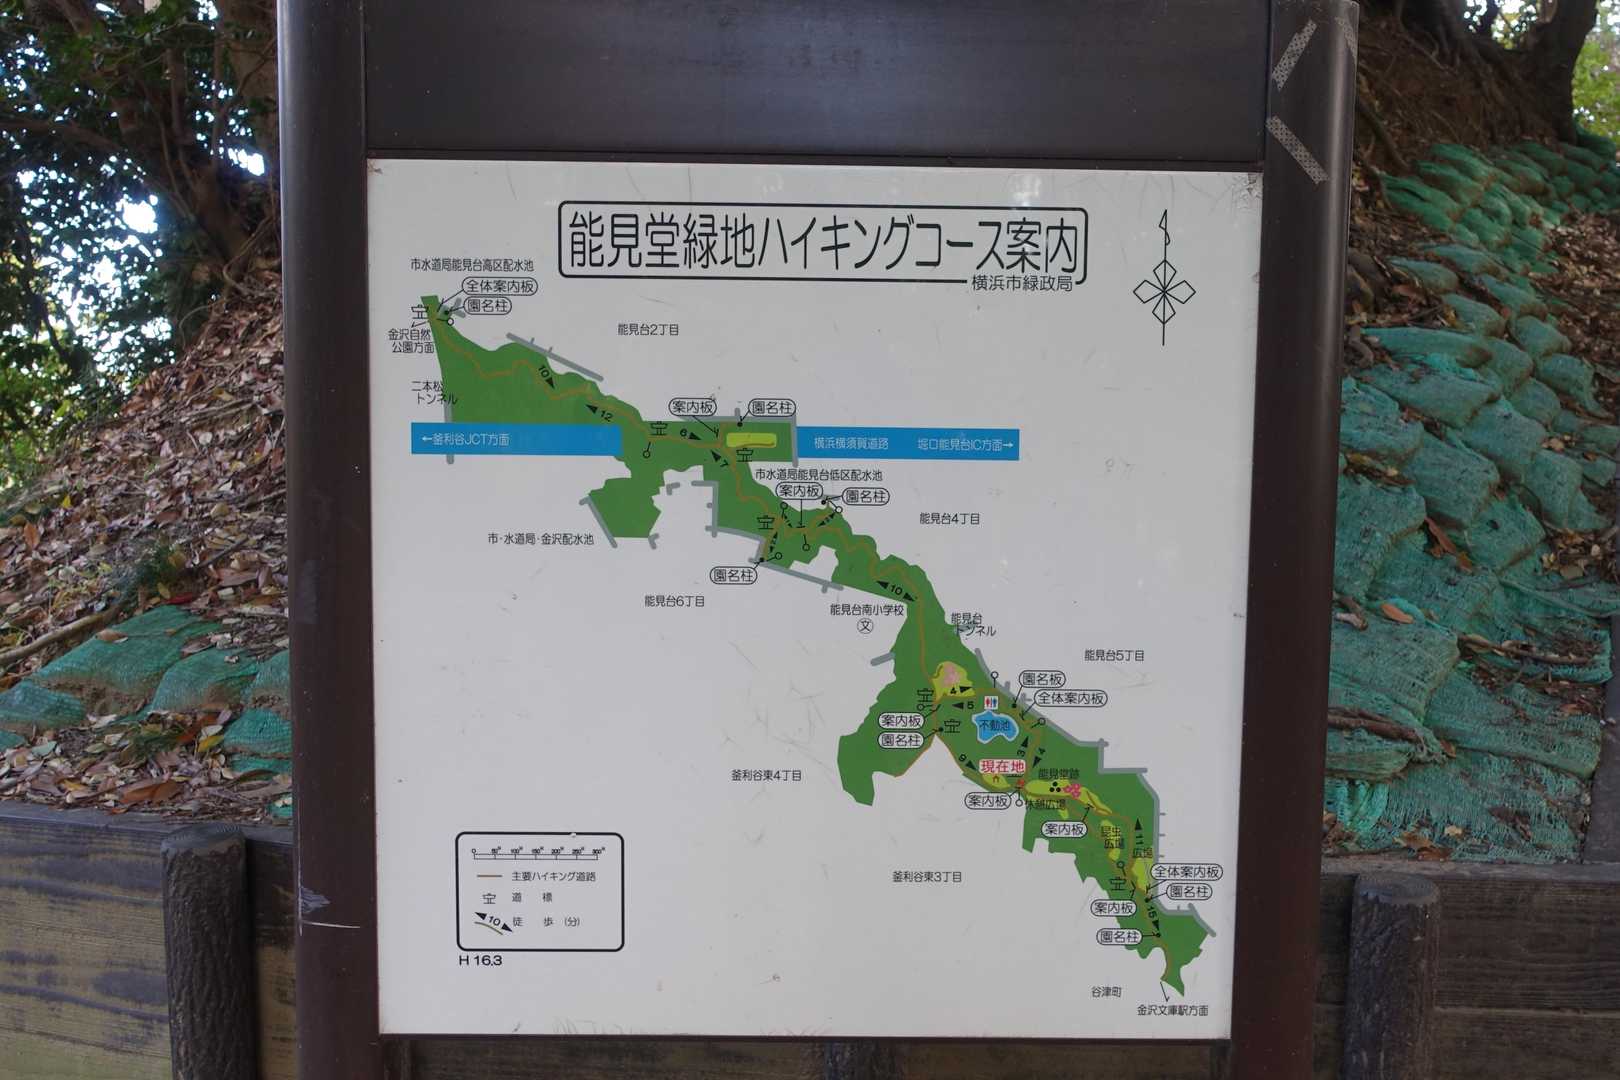 能見堂緑地ハイキングコース案内
横浜市緑政局
市水道局能見台高区配水池
全体案内板
園名柱
金沢自然
公園方面
能見台2丁目
二本松
トンネル
10
12
案内板
園名柱
6
7
←釜利谷JCT方面
横浜横須賀道路 堀口能見台IC方面→
市水道局能見台低区配水池
案内板
園名柱
能見台4丁目
市・水道局・金沢配水池
園名柱
能見台6丁目
10
能見台南小学校
文
能見台
トンネル
能見台5丁目
園名板
全体案内板
4
5
案内板
園名柱
不動池
3
4
9
現在地
能見堂跡
釜利谷東4丁目
案内板
休憩広場
案内板
昆虫
広場
11
広場
釜利谷東3丁目
全体案内板
園名柱
案内板
15
園名柱
谷津町
金沢文庫駅方面
0 50m 100m 150m 200m 250m 300m
主要ハイキング道路
道標
10 徒歩(分)
H 16.3